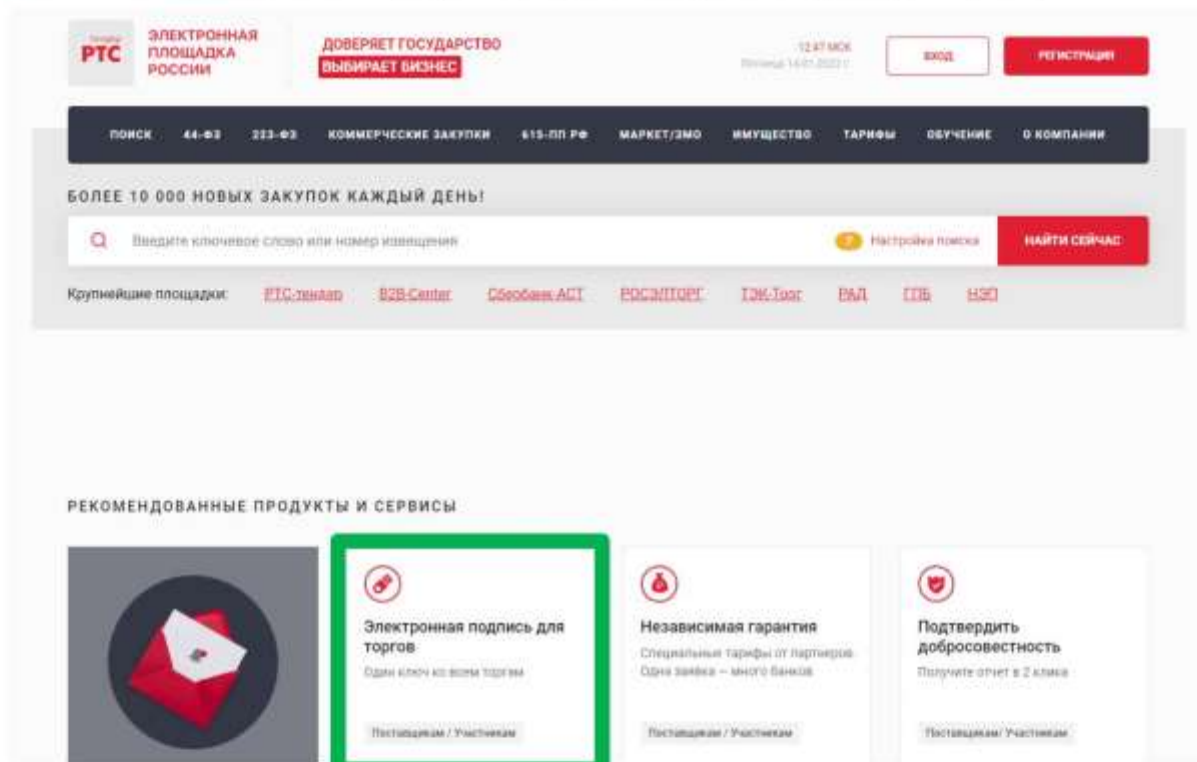 РТС
ЭЛЕКТРОННАЯ
ПЛОЩАДКА
РОССИИ
ДОВЕРЯЕТ ГОСУДАРСТВО
ВЫБИРАЕТ БИЗНЕС
12:47 МСК
ВХОД
РЕГИСТРАЦИЯ
ПОИСК 44-ФЗ 223-ФЗ КОММЕРЧЕСКИЕ ЗАКУПКИ 615-ПП РФ МАРКЕТ/ЗМО ИМУЩЕСТВО ТАРИФЫ ОБУЧЕНИЕ О КОМПАНИИ
БОЛЕЕ 10 000 НОВЫХ ЗАКУПОК КАЖДЫЙ ДЕНЬ!
Введите ключевое слово или номер извещения
Настройка поиска
НАЙТИ СЕЙЧАС
Крупнейшие площадки: РТС-тендер B2B-Center Сбербанк-АСТ РОСЭЛТОРГ ТЭК-Торг РАД ГПБ НЭП
РЕКОМЕНДОВАННЫЕ ПРОДУКТЫ И СЕРВИСЫ
Электронная подпись для
торгов
Один ключ ко всем торгам
Поставщикам / Участникам
Независимая гарантия
Специальные тарифы от партнеров.
Одна заявка – много банков
Поставщикам / Участникам
Подтвердить
добросовестность
Получите отчет в 2 клика
Поставщикам/ Участникам